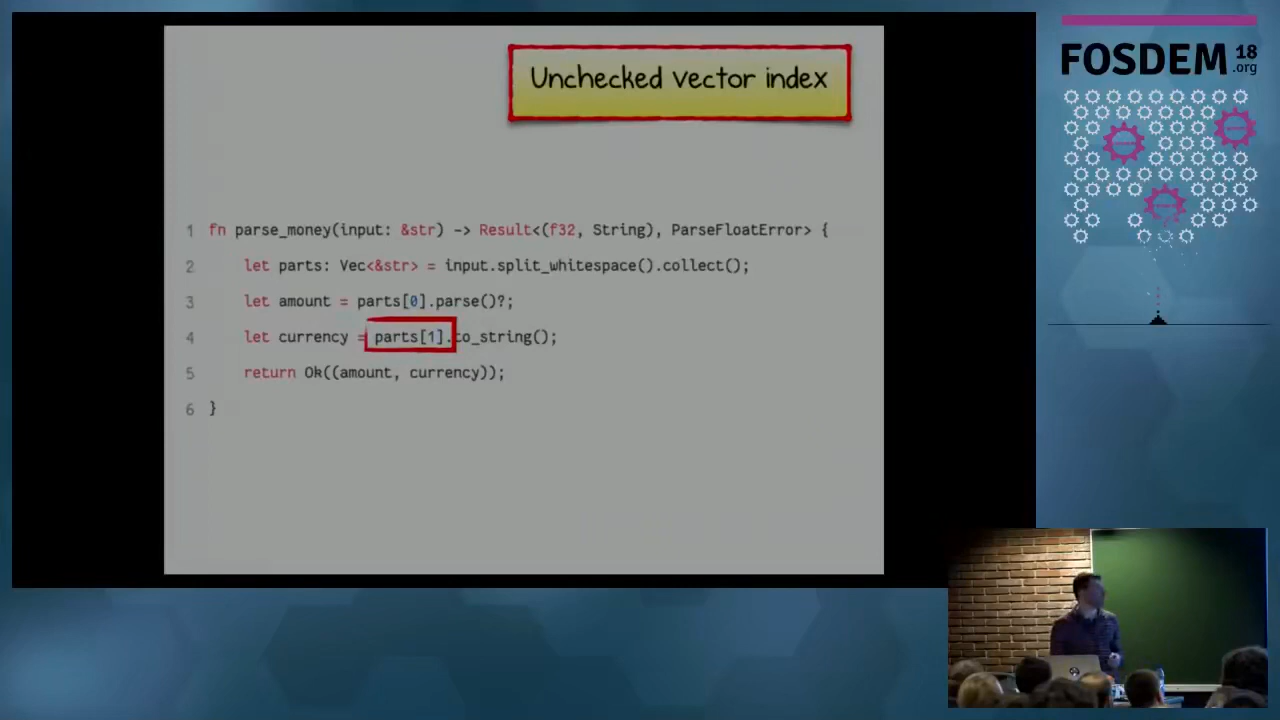 Unchecked vector index
1 fn parse_money(input: &str) -> Result<(f32, String), ParseFloatError> {
2 let parts: Vec<&str> = input.split_whitespace().collect();
3 let amount = parts[0].parse()?;
4 let currency = parts[1].to_string();
5 return Ok((amount, currency));
6 }
FOSDEM 18
.org